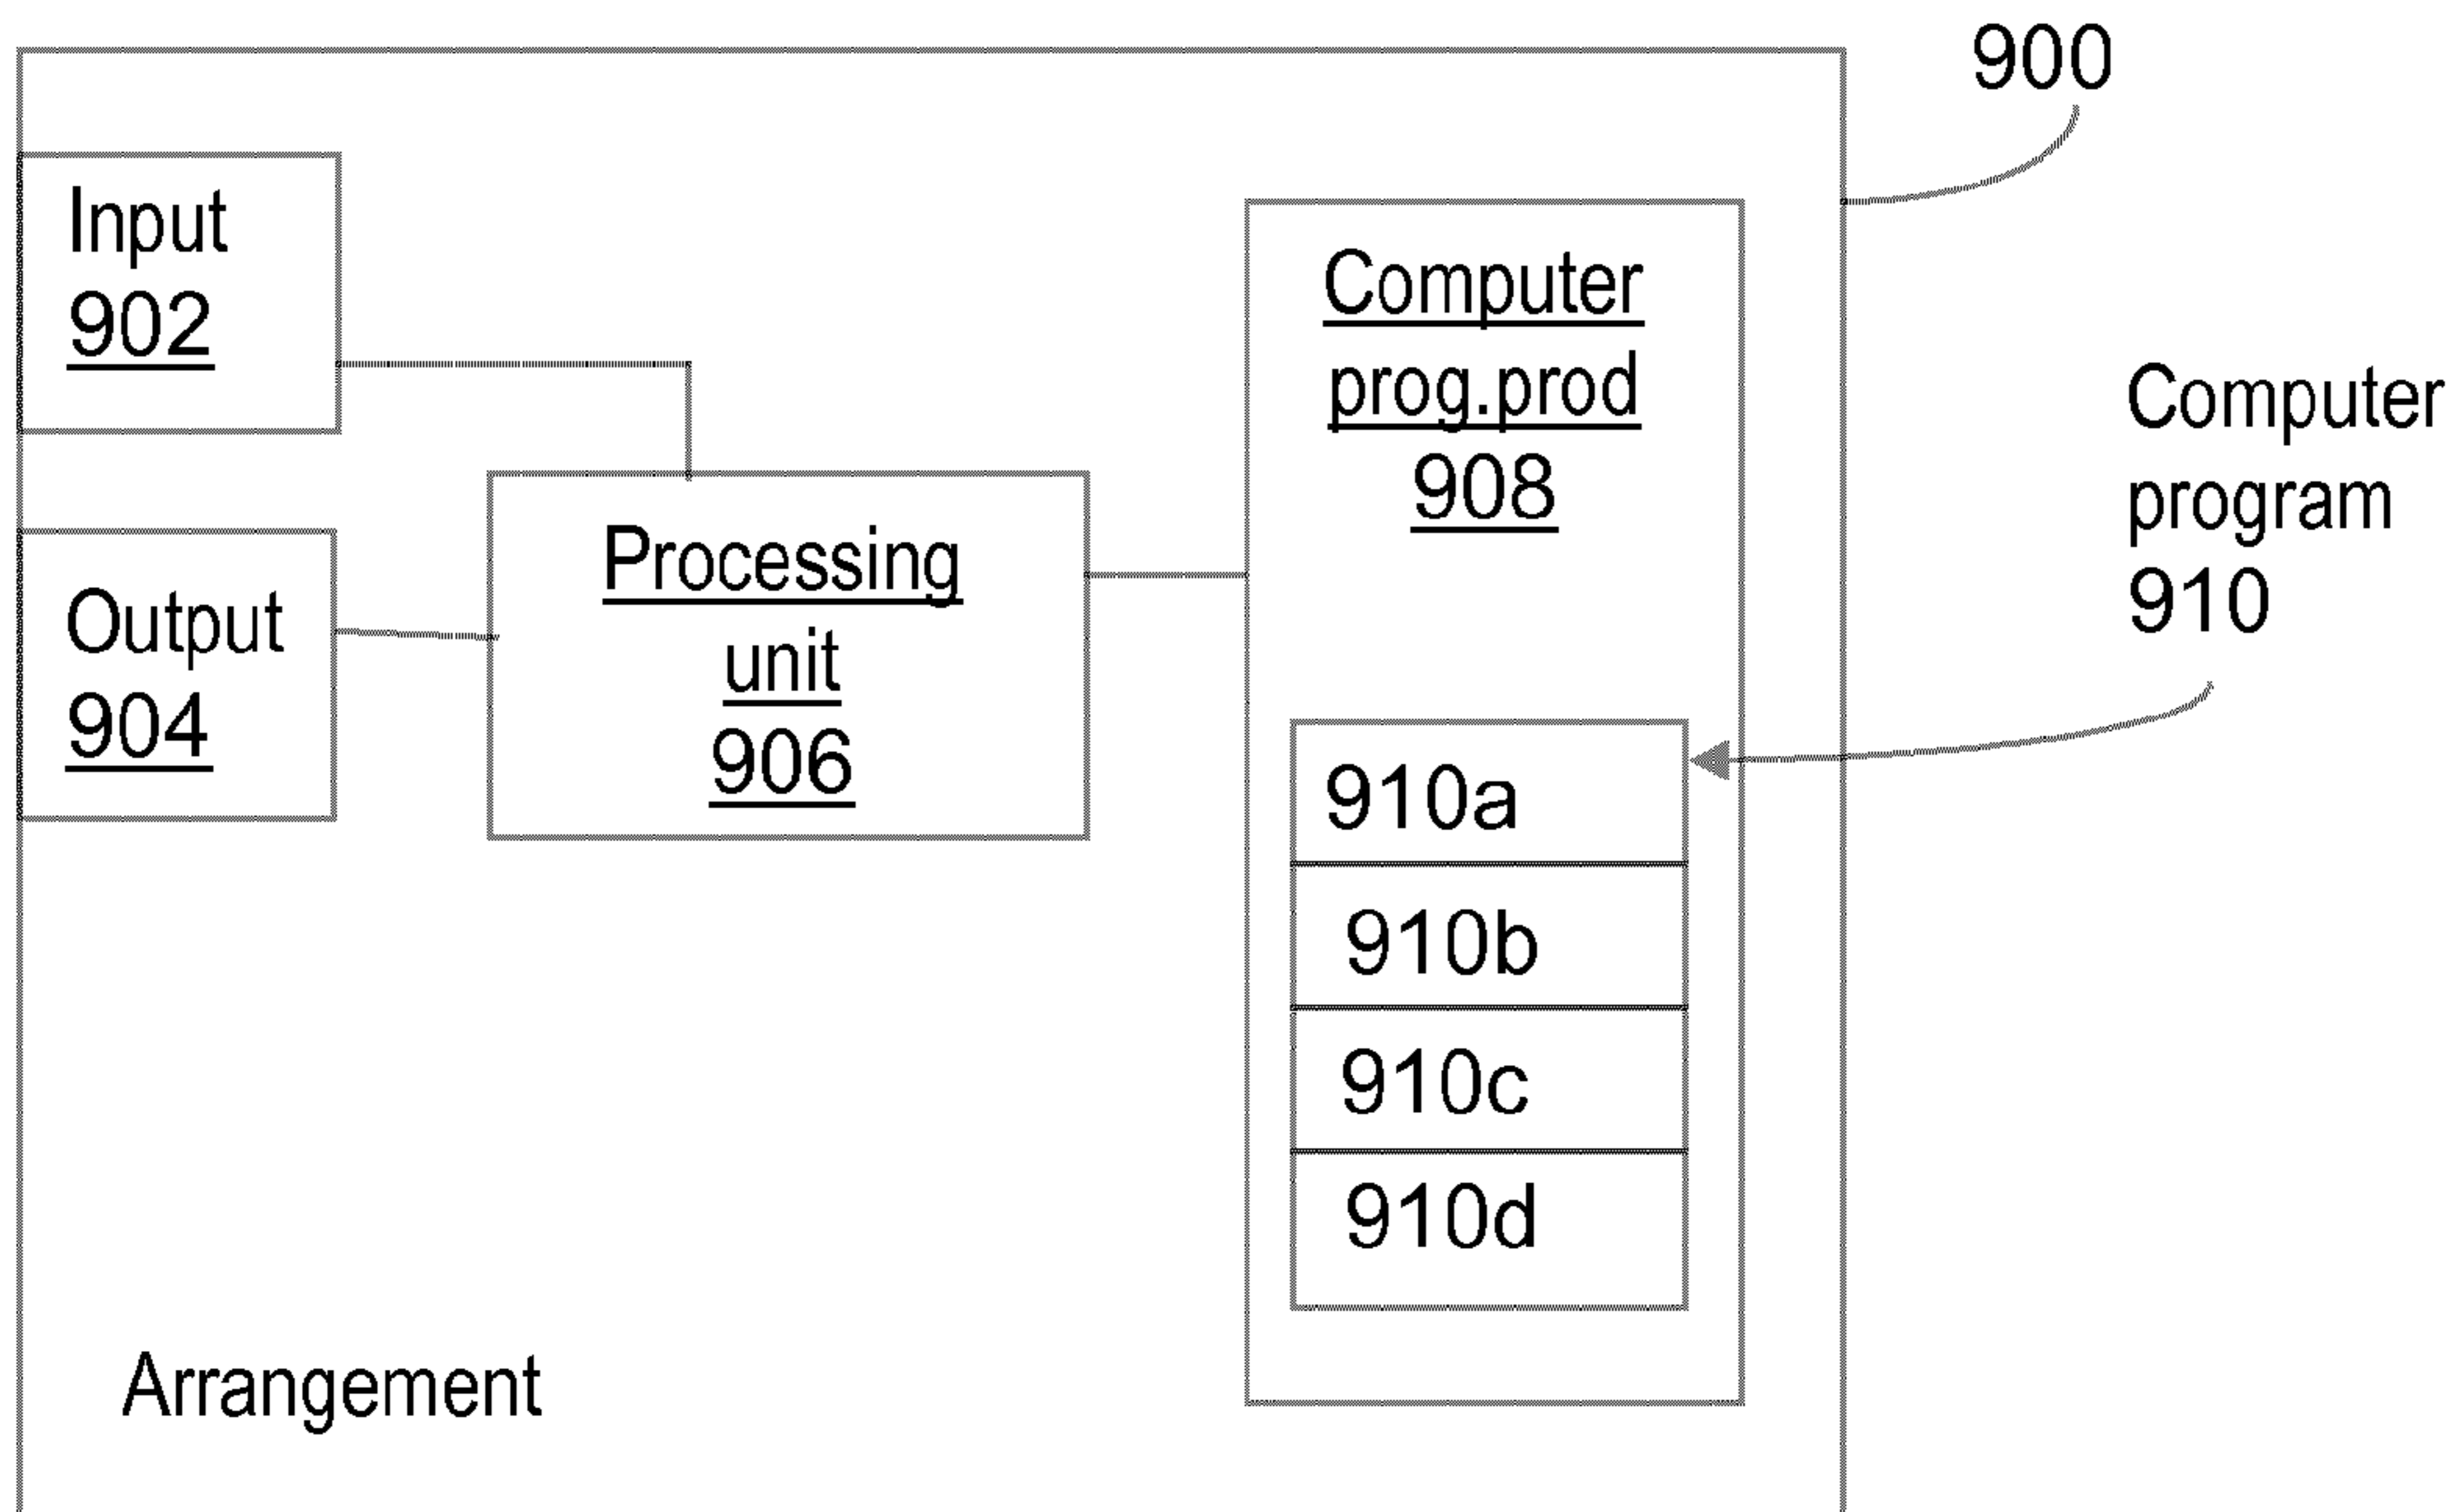 900
Input
902
Computer
prog.prod
908
Computer
program
910
Output
904
Processing
unit
906
910a
910b
910c
910d
Arrangement